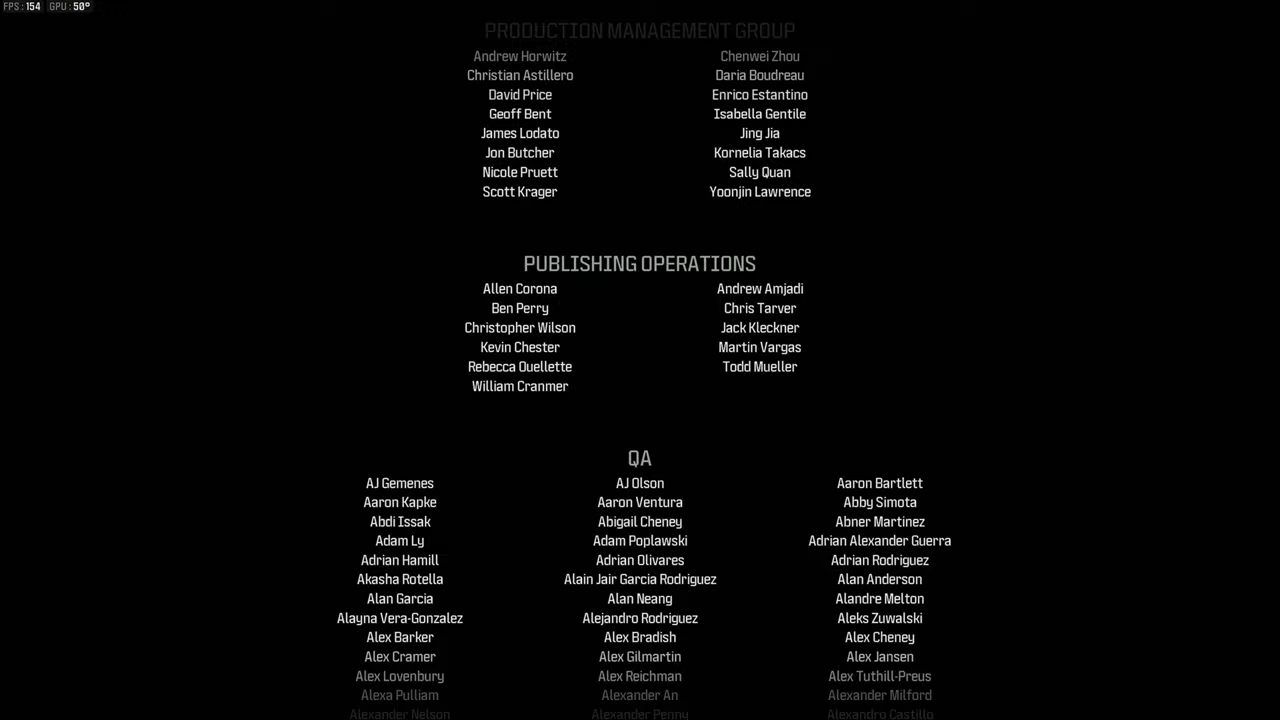 FPS: 154 GPU: 50°
PRODUCTION MANAGEMENT GROUP
Andrew Horwitz Chenwei Zhou
Christian Astillero Daria Boudreau
David Price Enrico Estantino
Geoff Bent Isabella Gentile
James Lodato Jing Jia
Jon Butcher Kornelia Takacs
Nicole Pruett Sally Quan
Scott Krager Yoonjin Lawrence
PUBLISHING OPERATIONS
Allen Corona Andrew Amjadi
Ben Perry Chris Tarver
Christopher Wilson Jack Kleckner
Kevin Chester Martin Vargas
Rebecca Ouellette Todd Mueller
William Cranmer
QA
AJ Gemenes AJ Olson Aaron Bartlett
Aaron Kapke Aaron Ventura Abby Simota
Abdi Issak Abigail Cheney Abner Martinez
Adam Ly Adam Poplawski Adrian Alexander Guerra
Adrian Hamill Adrian Olivares Adrian Rodriguez
Akasha Rotella Alain Jair Garcia Rodriguez Alan Anderson
Alan Garcia Alan Neang Alandre Melton
Alayna Vera-Gonzalez Alejandro Rodriguez Aleks Zuwalski
Alex Barker Alex Bradish Alex Cheney
Alex Cramer Alex Gilmartin Alex Jansen
Alex Lovenbury Alex Reichman Alex Tuthill-Preus
Alexa Pulliam Alexander An Alexander Milford
Alexander Nelson Alexander Penny Alexandro Castillo